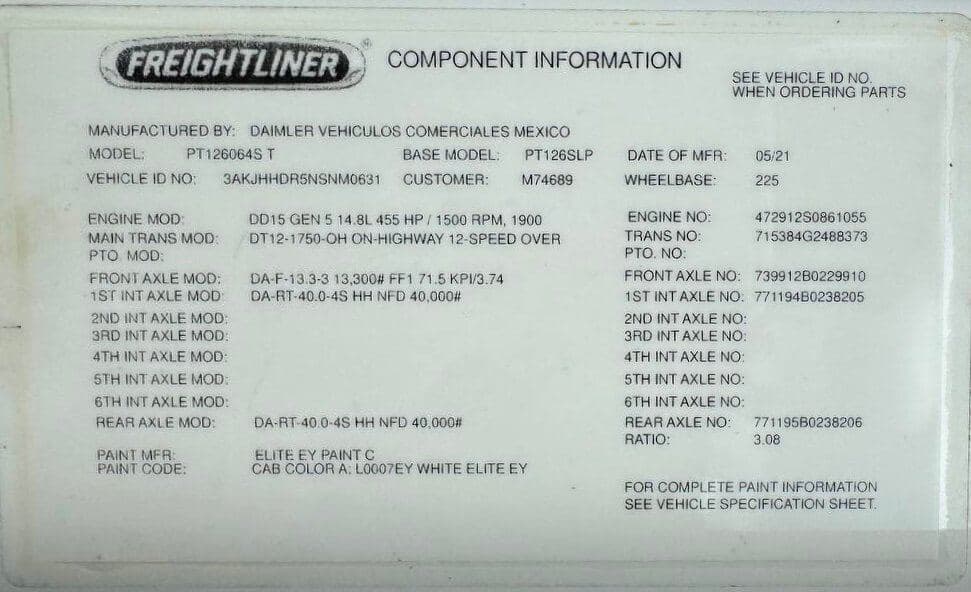 FREIGHTLINER® COMPONENT INFORMATION
SEE VEHICLE ID NO.
WHEN ORDERING PARTS
MANUFACTURED BY: DAIMLER VEHICULOS COMERCIALES MEXICO
MODEL: PT126064S T BASE MODEL: PT126SLP DATE OF MFR: 05/21
VEHICLE ID NO: 3AKJHHDR5NSNM0631 CUSTOMER: M74689 WHEELBASE: 225
ENGINE MOD: DD15 GEN 5 14.8L 455 HP / 1500 RPM, 1900 ENGINE NO: 472912S0861055
MAIN TRANS MOD: DT12-1750-OH ON-HIGHWAY 12-SPEED OVER TRANS NO: 715384G2488373
PTO. MOD: PTO. NO:
FRONT AXLE MOD: DA-F-13.3-3 13,300# FF1 71.5 KPI/3.74 FRONT AXLE NO: 739912B0229910
1ST INT AXLE MOD: DA-RT-40.0-4S HH NFD 40,000# 1ST INT AXLE NO: 771194B0238205
2ND INT AXLE MOD: 2ND INT AXLE NO:
3RD INT AXLE MOD: 3RD INT AXLE NO:
4TH INT AXLE MOD: 4TH INT AXLE NO:
5TH INT AXLE MOD: 5TH INT AXLE NO:
6TH INT AXLE MOD: 6TH INT AXLE NO:
REAR AXLE MOD: DA-RT-40.0-4S HH NFD 40,000# REAR AXLE NO: 771195B0238206
RATIO: 3.08
PAINT MFR: ELITE EY PAINT C
PAINT CODE: CAB COLOR A: L0007EY WHITE ELITE EY
FOR COMPLETE PAINT INFORMATION
SEE VEHICLE SPECIFICATION SHEET.